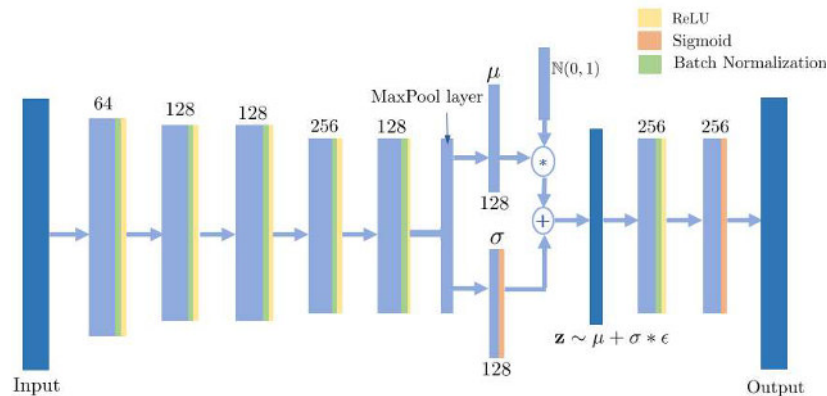 ReLU
Sigmoid
Batch Normalization
64
128
128
256
128
MaxPool layer
μ
128
ℕ(0, 1)
*
+
σ
128
z ∼ μ + σ * ϵ
256
256
Input
Output